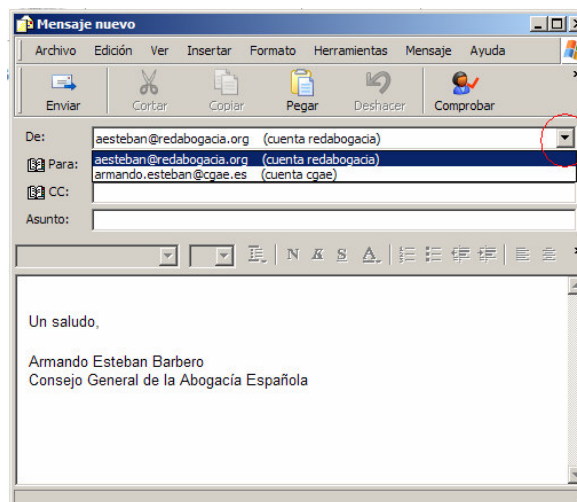 Mensaje nuevo
Archivo Edición Ver Insertar Formato Herramientas Mensaje Ayuda
Enviar Cortar Copiar Pegar Deshacer Comprobar
De: aesteban@redabogacia.org (cuenta redabogacia)
aesteban@redabogacia.org (cuenta redabogacia)
Para: armando.esteban@cgae.es (cuenta cgae)
CC:
Asunto:
N K S A
Un saludo,
Armando Esteban Barbero
Consejo General de la Abogacía Española